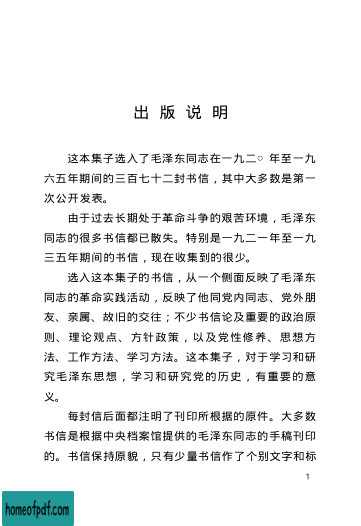 出版说明
这本集子选入了毛泽东同志在一九二○年至一九
六五年期间的三百七十二封书信，其中大多数是第一
次公开发表。
由于过去长期处于革命斗争的艰苦环境，毛泽东
同志的很多书信都已散失。特别是一九二一年至一九
三五年期间的书信，现在收集到的很少。
选入这本集子的书信，从一个侧面反映了毛泽东
同志的革命实践活动，反映了他同党内同志、党外朋
友、亲属、故旧的交往；不少书信论及重要的政治原
则、理论观点、方针政策，以及党性修养、思想方
法、工作方法、学习方法。这本集子，对于学习和研
究毛泽东思想，学习和研究党的历史，有重要的意
义。
每封信后面都注明了刊印所根据的原件。大多数
书信是根据中央档案馆提供的毛泽东同志的手稿刊印
的。书信保持原貌，只有少量书信作了个别文字和标
1
homeofpdf.com